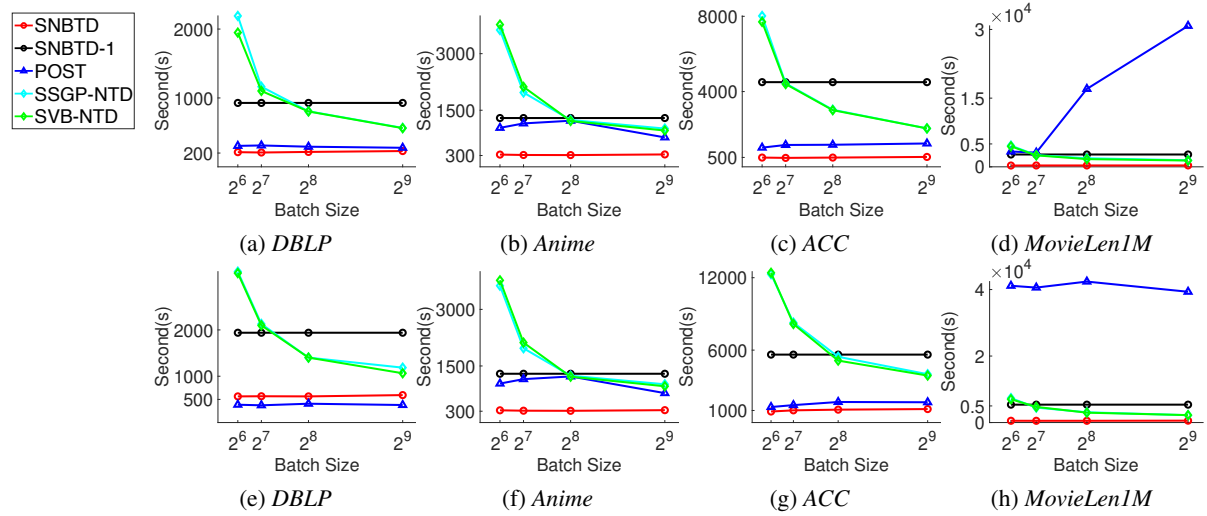 SNBTD
SNBTD-1
POST
SSGP-NTD
SVB-NTD
Second(s)
2000
1000
200
2^6 2^7 2^8 2^9
Batch Size
(a) DBLP
Second(s)
3000
1500
300
2^6 2^7 2^8 2^9
Batch Size
(b) Anime
Second(s)
8000
4000
500
2^6 2^7 2^8 2^9
Batch Size
(c) ACC
× 10^4
Second(s)
3
1.5
0.5
0
2^6 2^7 2^8 2^9
Batch Size
(d) MovieLen1M
Second(s)
2000
1000
500
2^6 2^7 2^8 2^9
Batch Size
(e) DBLP
Second(s)
3000
1500
300
2^6 2^7 2^8 2^9
Batch Size
(f) Anime
Second(s)
12000
6000
1000
2^6 2^7 2^8 2^9
Batch Size
(g) ACC
× 10^4
Second(s)
4
2
0.5
0
2^6 2^7 2^8 2^9
Batch Size
(h) MovieLen1M